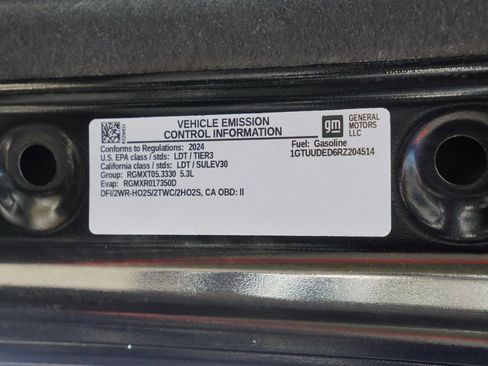 VEHICLE EMISSION
CONTROL INFORMATION
gm
GENERAL
MOTORS
LLC
Conforms to Regulations: 2024
U.S. EPA class / stds: LDT / TIER3
California class / stds: LDT / SULEV30
Group: RGMXT05.3330 5.3L
Evap: RGMXR017350D
DFI/2WR-HO2S/2TWC/2HO2S, CA OBD: II
Fuel: Gasoline
1GTUUDED6RZ204514